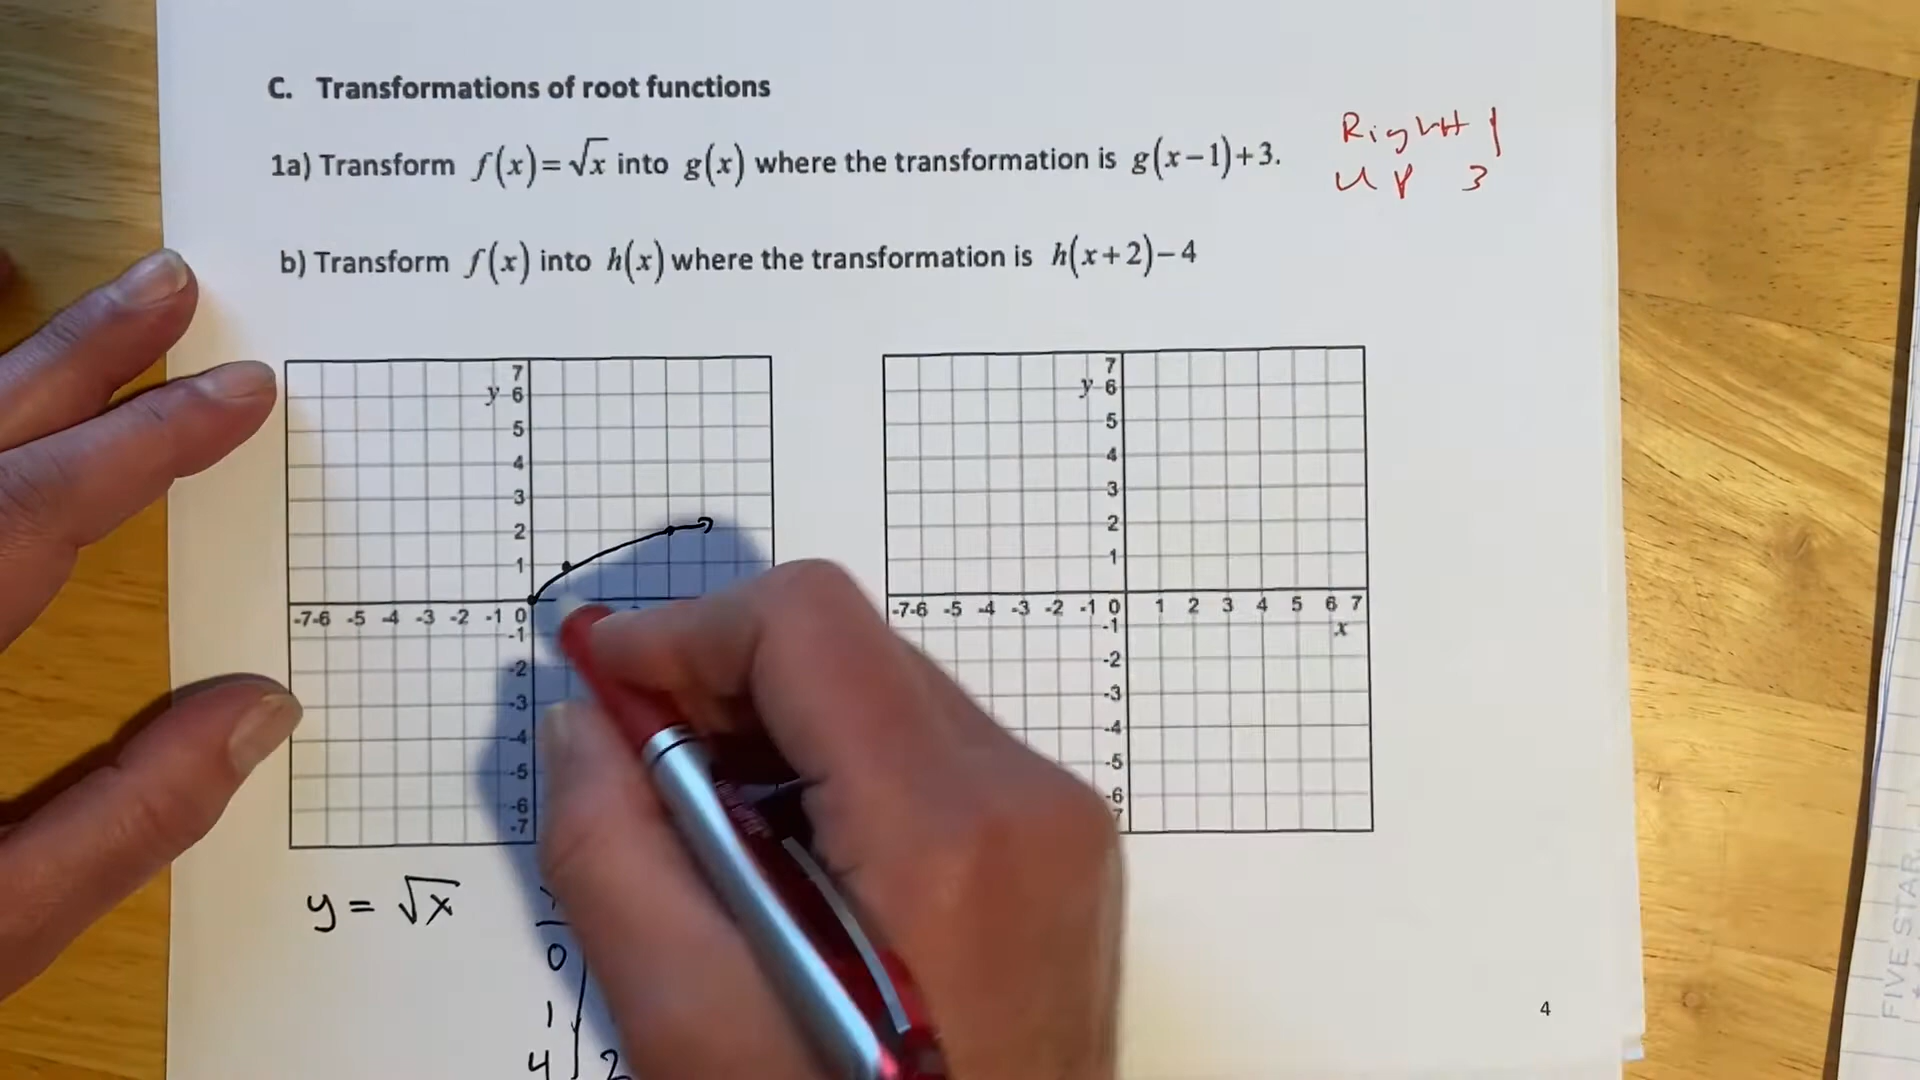 C. Transformations of root functions
1a) Transform f(x)=√x into g(x) where the transformation is g(x−1)+3.
Right 1
UP 3
b) Transform f(x) into h(x) where the transformation is h(x+2)−4
7
y 6
5
4
3
2
1
-7 -6 -5 -4 -3 -2 -1 0
-1
-2
-3
-4
-5
-6
-7
7
y 6
5
4
3
2
1
-7 -6 -5 -4 -3 -2 -1 0 1 2 3 4 5 6 7
x
-1
-2
-3
-4
-5
-6
y = √x
0
1
4 2
4
FIVE STAR